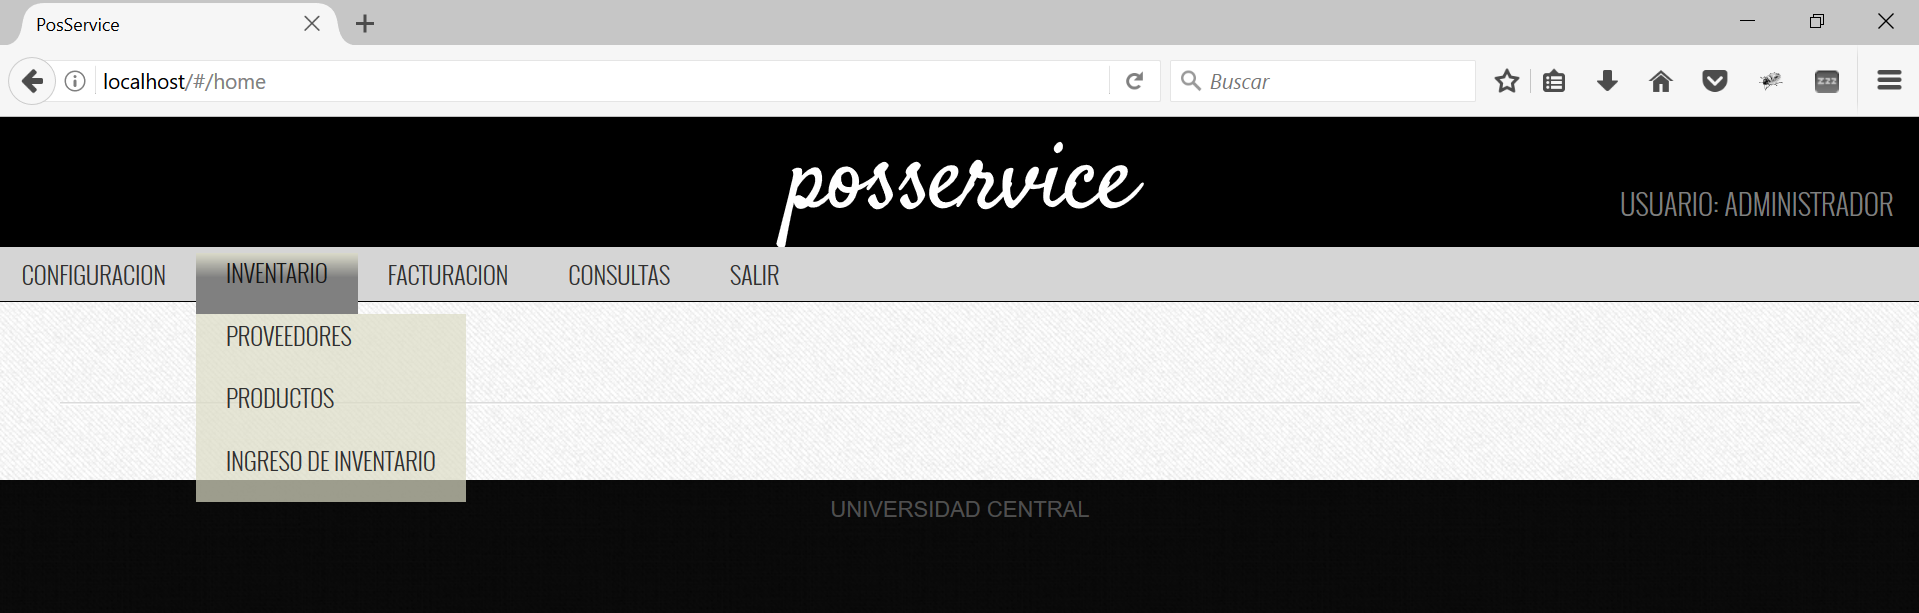 PosService
localhost/#/home
Buscar
zzz
posservice
USUARIO: ADMINISTRADOR
CONFIGURACION INVENTARIO FACTURACION CONSULTAS SALIR
PROVEEDORES
PRODUCTOS
INGRESO DE INVENTARIO
UNIVERSIDAD CENTRAL